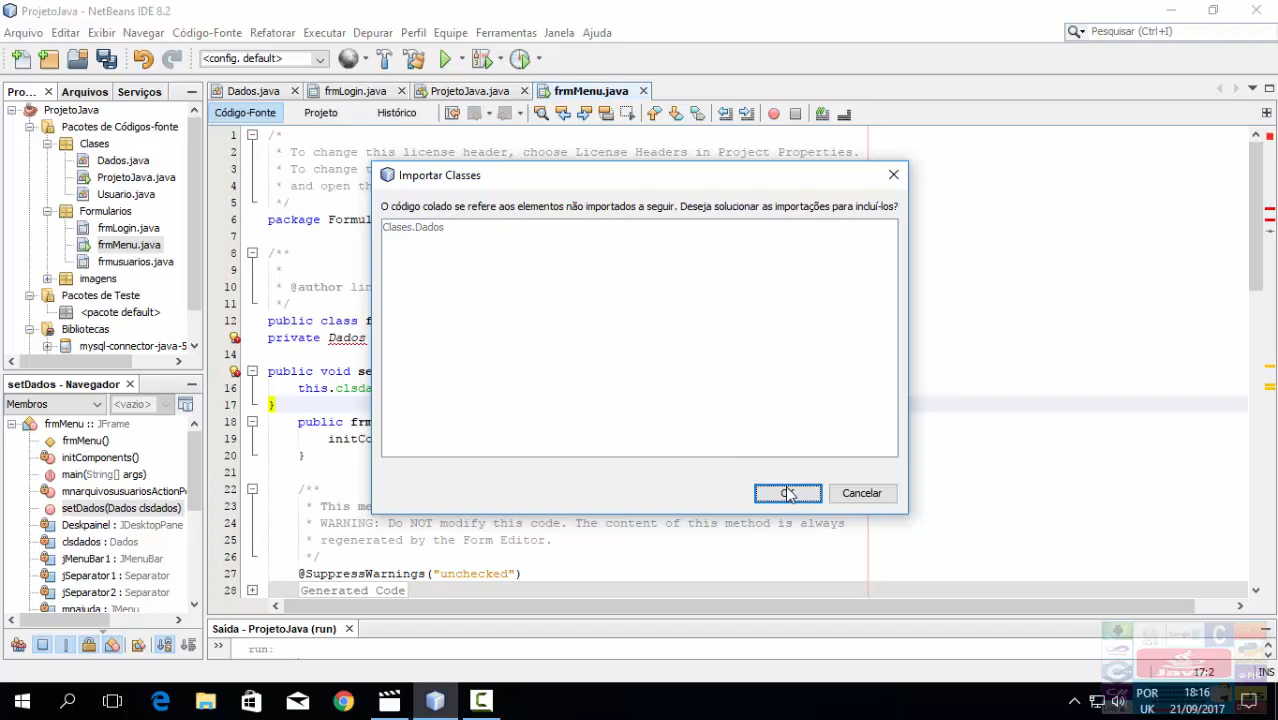 ProjetoJava - NetBeans IDE 8.2
Arquivo Editar Exibir Navegar Código-Fonte Refatorar Executar Depurar Perfil Equipe Ferramentas Janela Ajuda
Pesquisar (Ctrl+I)
<config. default>
Pro... Arquivos Serviços
Dados.java frmLogin.java ProjetoJava.java frmMenu.java
Código-Fonte Projeto Histórico
ProjetoJava
Pacotes de Códigos-fonte
Clases
Dados.java
ProjetoJava.java
Usuario.java
Formularios
frmLogin.java
frmMenu.java
frmusuarios.java
imagens
Pacotes de Teste
<pacote default>
Bibliotecas
mysql-connector-java-5
setDados - Navegador
Membros <vazio>
frmMenu :: JFrame
frmMenu()
initComponents()
main(String[] args)
mnarquivosusuariosActionP
setDados(Dados clsdados)
Deskpainel : JDesktopPane
clsdados : Dados
jMenuBar1 : JMenuBar
jSeparator1 : Separator
jSeparator2 : Separator
mnajuda : JMenu
1 /*
2 * To change this license header, choose License Headers in Project Properties.
3 * To change t
4 * and open th
5 */
6 package Formul
7
8 /**
9 *
10 * @author lin
11 */
12 public class f
private Dados
14
public void se
16 this.clsda
17 }
18 public frm
19 initCo
20 }
21
22 /**
23 * This me
24 * WARNING: Do NOT modify this code. The content of this method is always
25 * regenerated by the Form Editor.
26 */
27 @SuppressWarnings("unchecked")
28 Generated Code
Importar Classes
O código colado se refere aos elementos não importados a seguir. Deseja solucionar as importações para incluí-los?
Clases.Dados
Cancelar
Saída - ProjetoJava (run)
run:
17:2 INS
POR
UK
18:16
21/09/2017